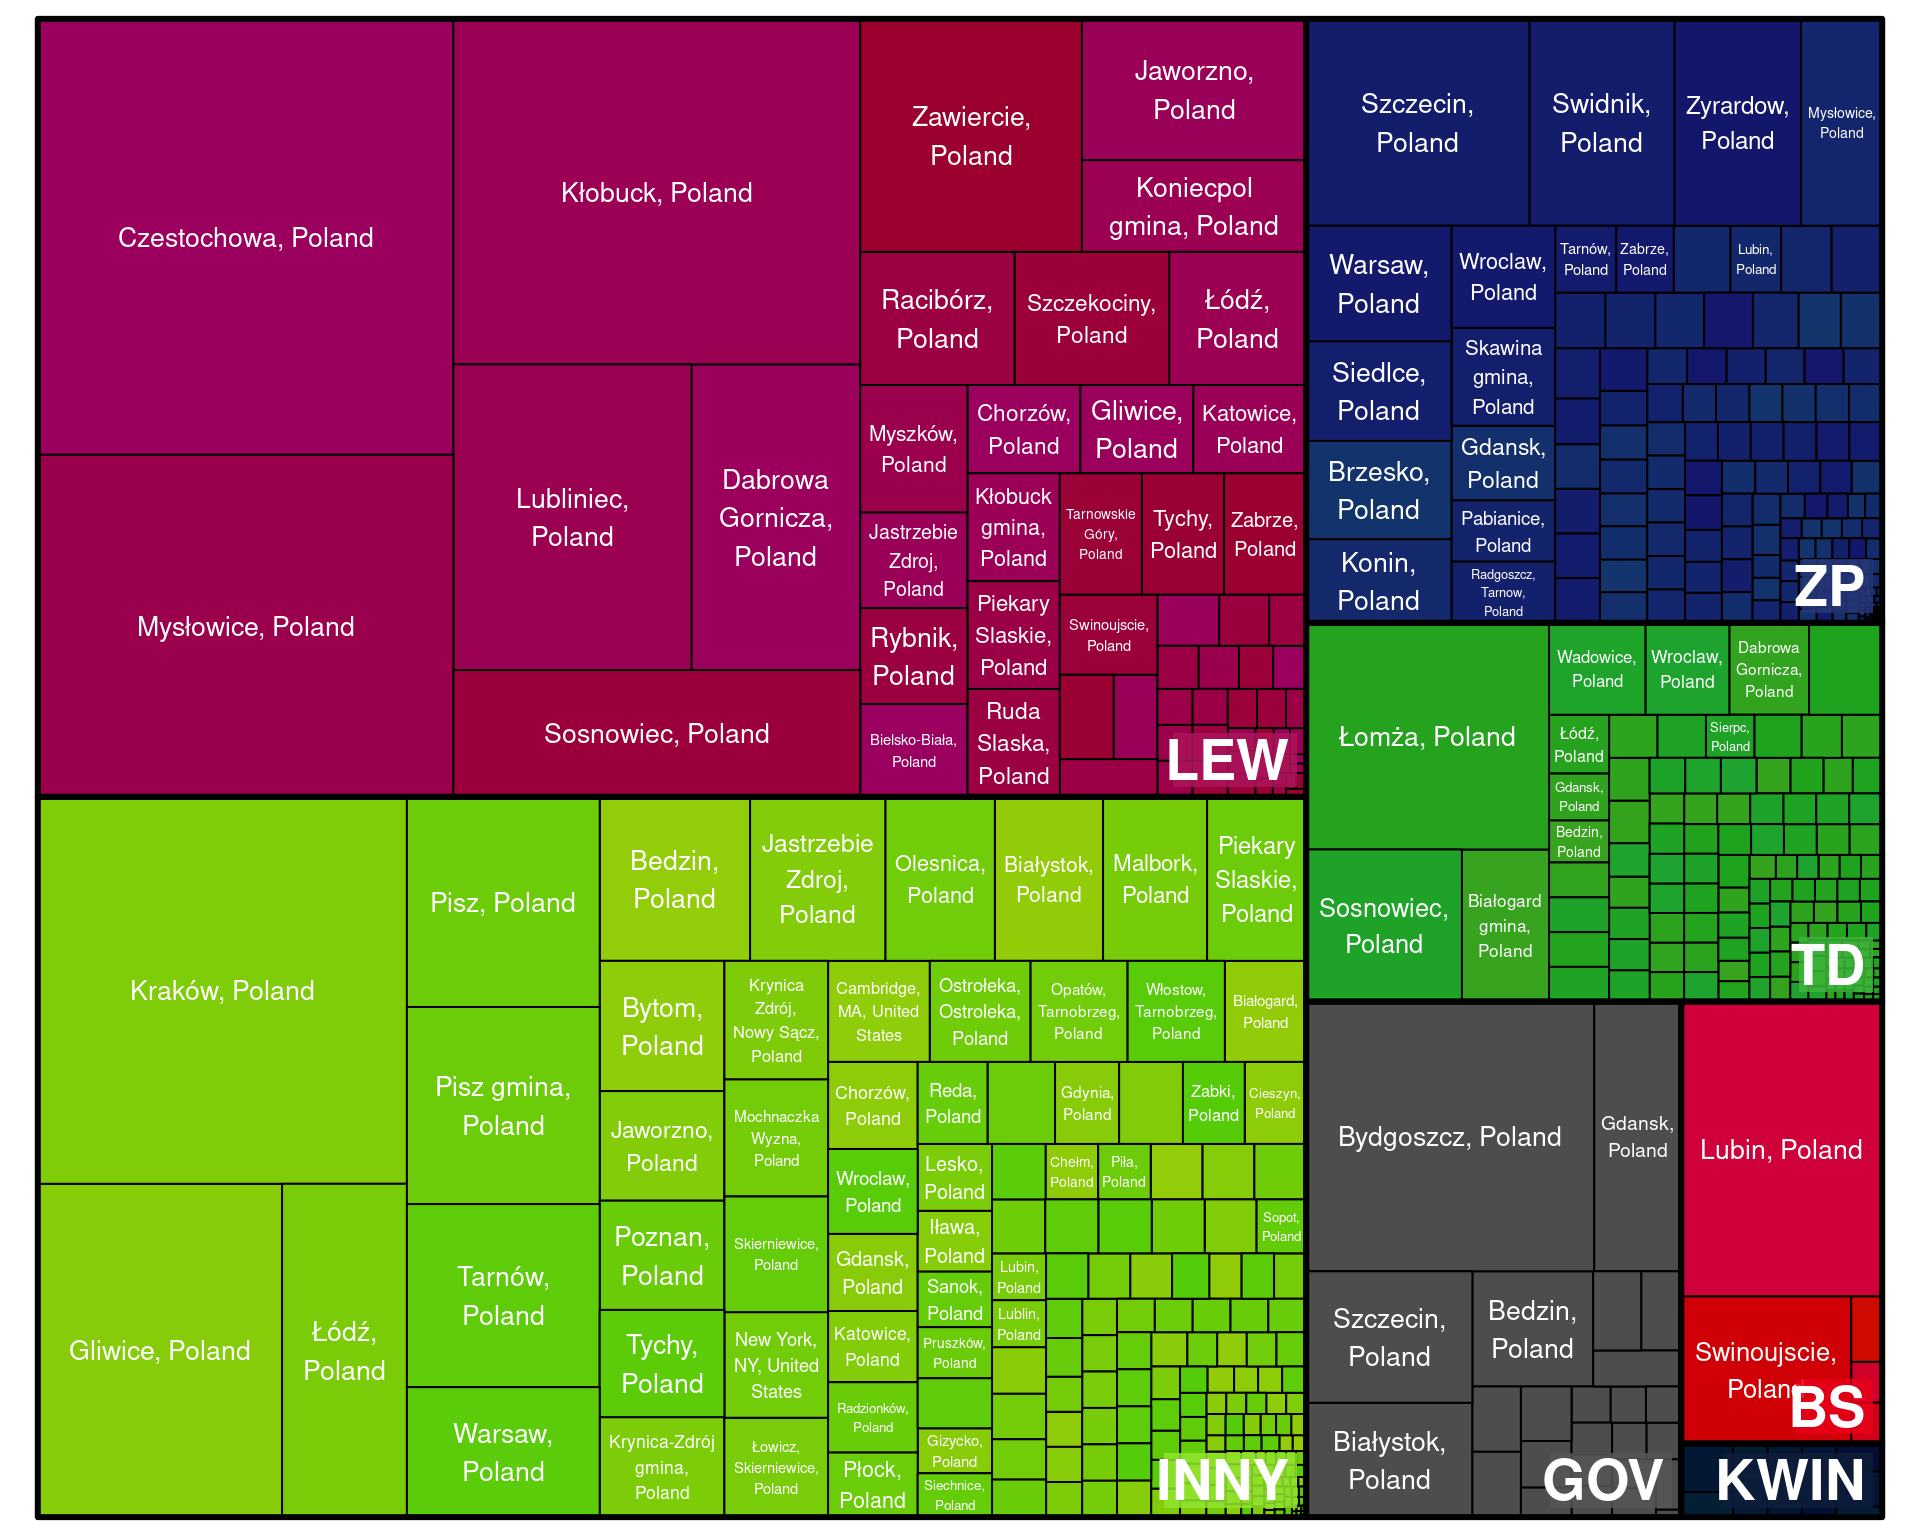 Czestochowa, Poland
Mysłowice, Poland
Kłobuck, Poland
Lubliniec,
Poland
Dabrowa
Gornicza,
Poland
Sosnowiec, Poland
Zawiercie,
Poland
Jaworzno,
Poland
Koniecpol
gmina, Poland
Racibórz,
Poland
Szczekociny,
Poland
Łódź,
Poland
Myszków,
Poland
Chorzów,
Poland
Gliwice,
Poland
Katowice,
Poland
Jastrzebie
Zdroj,
Poland
Kłobuck
gmina,
Poland
Tarnowskie
Góry,
Poland
Tychy,
Poland
Zabrze,
Poland
Rybnik,
Poland
Piekary
Slaskie,
Poland
Swinoujscie,
Poland
Bielsko-Biała,
Poland
Ruda
Slaska,
Poland
LEW
Szczecin,
Poland
Swidnik,
Poland
Zyrardow,
Poland
Mysłowice,
Poland
Warsaw,
Poland
Wroclaw,
Poland
Tarnów,
Poland
Zabrze,
Poland
Lubin,
Poland
Siedlce,
Poland
Skawina
gmina,
Poland
Brzesko,
Poland
Gdansk,
Poland
Konin,
Poland
Pabianice,
Poland
Radgoszcz,
Tarnow,
Poland
ZP
Łomża, Poland
Sosnowiec,
Poland
Białogard
gmina,
Poland
Wadowice,
Poland
Wroclaw,
Poland
Dabrowa
Gornicza,
Poland
Łódź,
Poland
Sierpc,
Poland
Gdansk,
Poland
Bedzin,
Poland
TD
Kraków, Poland
Gliwice, Poland
Łódź,
Poland
Pisz, Poland
Pisz gmina,
Poland
Tarnów,
Poland
Warsaw,
Poland
Bedzin,
Poland
Jastrzebie
Zdroj,
Poland
Olesnica,
Poland
Białystok,
Poland
Malbork,
Poland
Piekary
Slaskie,
Poland
Bytom,
Poland
Jaworzno,
Poland
Poznan,
Poland
Tychy,
Poland
Krynica-Zdrój
gmina,
Poland
Krynica
Zdrój,
Nowy Sącz,
Poland
Mochnaczka
Wyzna,
Poland
Skierniewice,
Poland
New York,
NY, United
States
Łowicz,
Skierniewice,
Poland
Cambridge,
MA, United
States
Ostrołeka,
Ostroleka,
Poland
Opatów,
Tarnobrzeg,
Poland
Włostow,
Tarnobrzeg,
Poland
Białogard,
Poland
Chorzów,
Poland
Wroclaw,
Poland
Gdansk,
Poland
Katowice,
Poland
Radzionków,
Poland
Płock,
Poland
Reda,
Poland
Gdynia,
Poland
Zabki,
Poland
Cieszyn,
Poland
Lesko,
Poland
Iława,
Poland
Sanok,
Poland
Pruszków,
Poland
Gizycko,
Poland
Siechnice,
Poland
Chełm,
Poland
Piła,
Poland
Sopot,
Poland
Lubin,
Poland
Lublin,
Poland
INNY
Bydgoszcz, Poland
Gdansk,
Poland
Szczecin,
Poland
Bedzin,
Poland
Białystok,
Poland
GOV
Lubin, Poland
Swinoujscie,
Poland
BS
KWIN